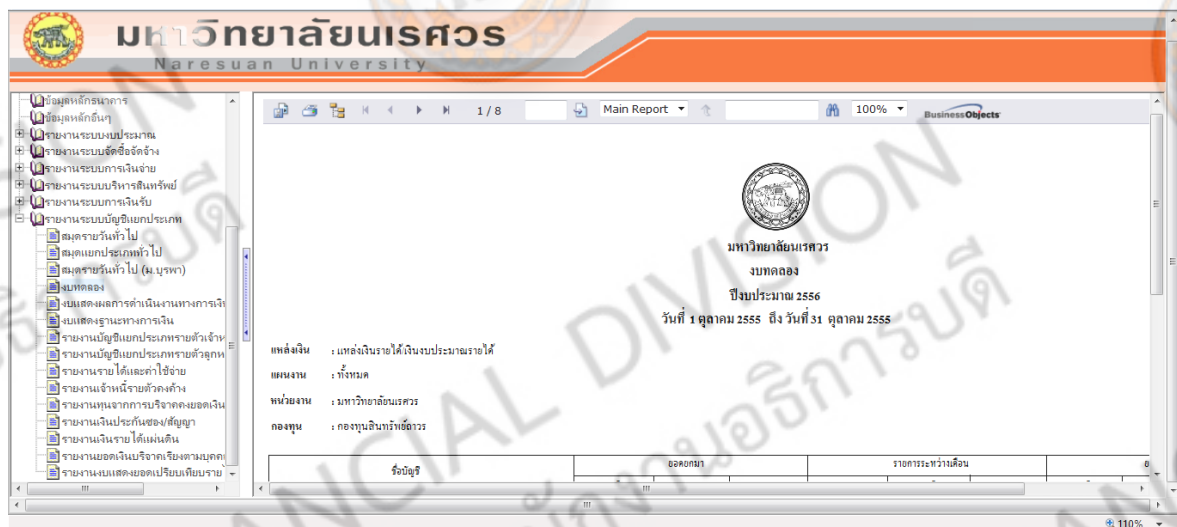 มหาวิทยาลัยนเรศวร
Naresuan University
ข้อมูลหลักธนาคาร
ข้อมูลหลักอื่นๆ
รายงานระบบงบประมาณ
รายงานระบบจัดซื้อจัดจ้าง
รายงานระบบการเงินจ่าย
รายงานระบบบริหารสินทรัพย์
รายงานระบบการเงินรับ
รายงานระบบบัญชีแยกประเภท
สมุดรายวันทั่วไป
สมุดแยกประเภททั่วไป
สมุดรายวันทั่วไป (ม.บูรพา)
งบทดลอง
งบแสดงผลการดำเนินงานทางการเงิ
งบแสดงฐานะทางการเงิน
รายงานบัญชีแยกประเภทรายตัวเจ้าห
รายงานบัญชีแยกประเภทรายตัวลูกห
รายงานรายได้และค่าใช้จ่าย
รายงานเจ้าหนี้รายตัวคงค้าง
รายงานทุนจากการบริจาคคงยอดเงิน
รายงานเงินประกันซอง/สัญญา
รายงานเงินรายได้แผ่นดิน
รายงานยอดเงินบริจาคเรียงตามบุคค
รายงานงบแสดงยอดเปรียบเทียบราย
1 / 8
Main Report
100%
BusinessObjects
มหาวิทยาลัยนเรศวร
งบทดลอง
ปีงบประมาณ 2556
วันที่ 1 ตุลาคม 2555 ถึง วันที่ 31 ตุลาคม 2555
แหล่งเงิน : แหล่งเงินรายได้/เงินงบประมาณรายได้
แผนงาน : ทั้งหมด
หน่วยงาน : มหาวิทยาลัยนเรศวร
กองทุน : กองทุนสินทรัพย์ถาวร
ชื่อบัญชี
ยอดยกมา
รายการระหว่างเดือน
110%
DIVISION
FINANCIAL DIVISION
สำนักงานอธิการบดี